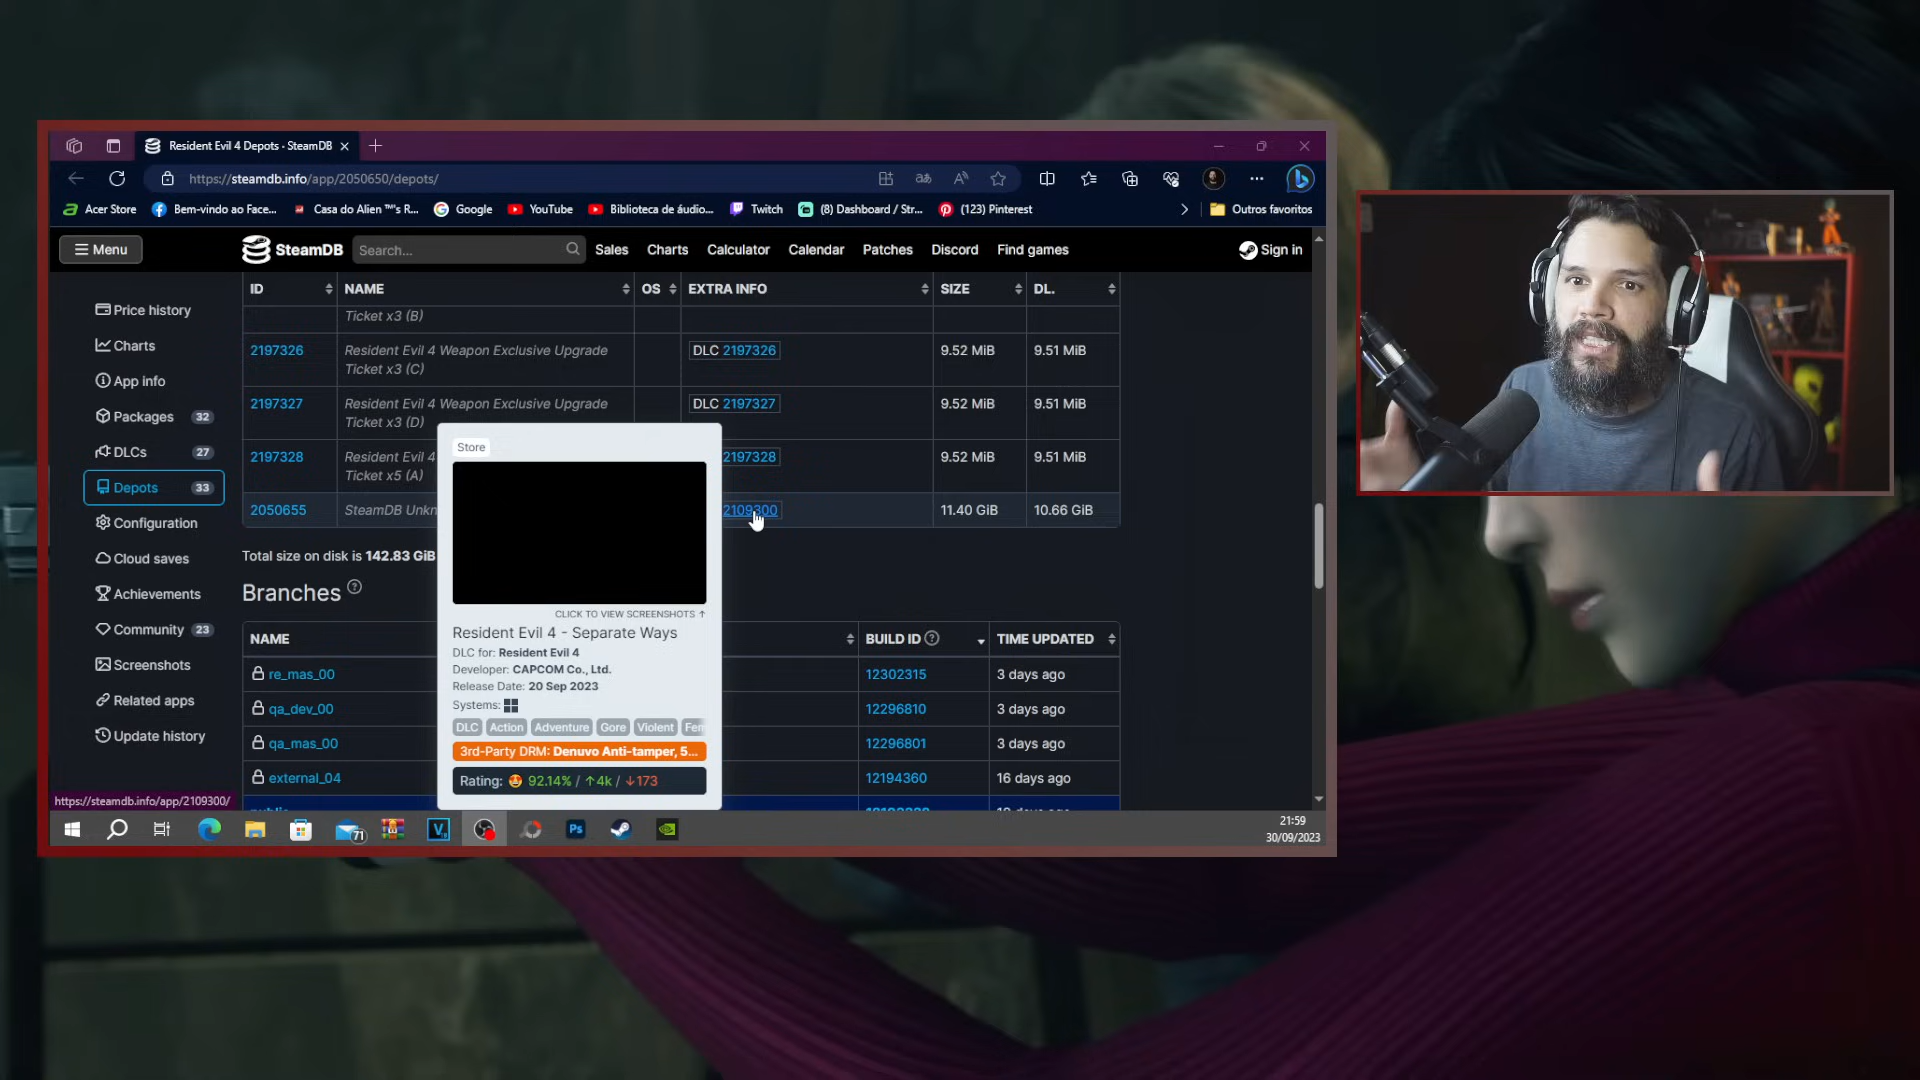 Resident Evil 4 Depots · SteamDB
https://steamdb.info/app/2050650/depots/
Acer Store
Bem-vindo ao Face...
Casa do Alien ™'s R...
Google
YouTube
Biblioteca de áudio...
Twitch
(8) Dashboard / Str...
(123) Pinterest
Outros favoritos
Menu
SteamDB
Search...
Sales
Charts
Calculator
Calendar
Patches
Discord
Find games
Sign in
Price history
Charts
App info
Packages 32
DLCs 27
Depots 33
Configuration
Cloud saves
Achievements
Community 23
Screenshots
Related apps
Update history
ID NAME OS EXTRA INFO SIZE DL.
Ticket x3 (B)
2197326 Resident Evil 4 Weapon Exclusive Upgrade DLC 2197326 9.52 MiB 9.51 MiB
Ticket x3 (C)
2197327 Resident Evil 4 Weapon Exclusive Upgrade DLC 2197327 9.52 MiB 9.51 MiB
Ticket x3 (D)
2197328 Resident Evil 4 2197328 9.52 MiB 9.51 MiB
Ticket x5 (A)
2050655 SteamDB Unkn 2109300 11.40 GiB 10.66 GiB
Total size on disk is 142.83 GiB
Branches
NAME BUILD ID TIME UPDATED
re_mas_00 12302315 3 days ago
qa_dev_00 12296810 3 days ago
qa_mas_00 12296801 3 days ago
external_04 12194360 16 days ago
Store
CLICK TO VIEW SCREENSHOTS ↑
Resident Evil 4 - Separate Ways
DLC for: Resident Evil 4
Developer: CAPCOM Co., Ltd.
Release Date: 20 Sep 2023
Systems:
DLC Action Adventure Gore Violent Fem
3rd-Party DRM: Denuvo Anti-tamper, 5...
Rating: 92.14% / ↑4k / ↓173
https://steamdb.info/app/2109300/
71
V
Ps
21:59
30/09/2023